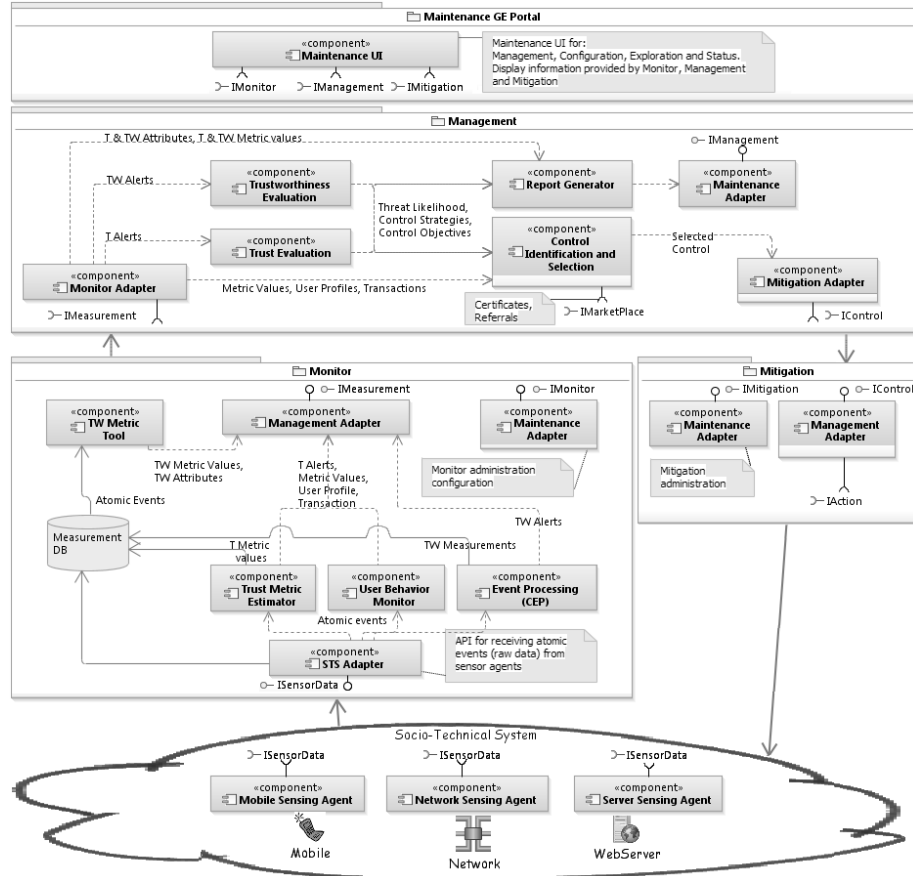 Maintenance GE Portal
«component»
Maintenance UI
Maintenance UI for:
Management, Configuration, Exploration and Status.
Display information provided by Monitor, Management
and Mitigation
IMonitor
IManagement
IMitigation
Management
T & TW Attributes, T & TW Metric values
IManagement
TW Alerts
«component»
Trustworthiness
Evaluation
«component»
Report Generator
«component»
Maintenance
Adapter
Threat Likelihood,
Control Strategies,
Control Objectives
T Alerts
«component»
Trust Evaluation
«component»
Control
Identification and
Selection
Selected
Control
«component»
Monitor Adapter
Metric Values, User Profiles, Transactions
«component»
Mitigation Adapter
IMeasurement
Certificates,
Referrals
IMarketPlace
IControl
Monitor
IMeasurement
IMonitor
«component»
TW Metric
Tool
«component»
Management Adapter
«component»
Maintenance
Adapter
TW Metric Values,
TW Attributes
T Alerts,
Metric Values,
User Profile,
Transaction
Monitor administration
configuration
Atomic Events
TW Alerts
Measurement
DB
T Metric
values
TW Measurements
«component»
Trust Metric
Estimator
«component»
User Behavior
Monitor
«component»
Event Processing
(CEP)
Atomic events
«component»
STS Adapter
API for receiving atomic
events (raw data) from
sensor agents
ISensorData
Mitigation
IMitigation
IControl
«component»
Maintenance
Adapter
«component»
Management
Adapter
Mitigation
administration
IAction
Socio-Technical System
ISensorData
ISensorData
ISensorData
«component»
Mobile Sensing Agent
«component»
Network Sensing Agent
«component»
Server Sensing Agent
Mobile
Network
WebServer